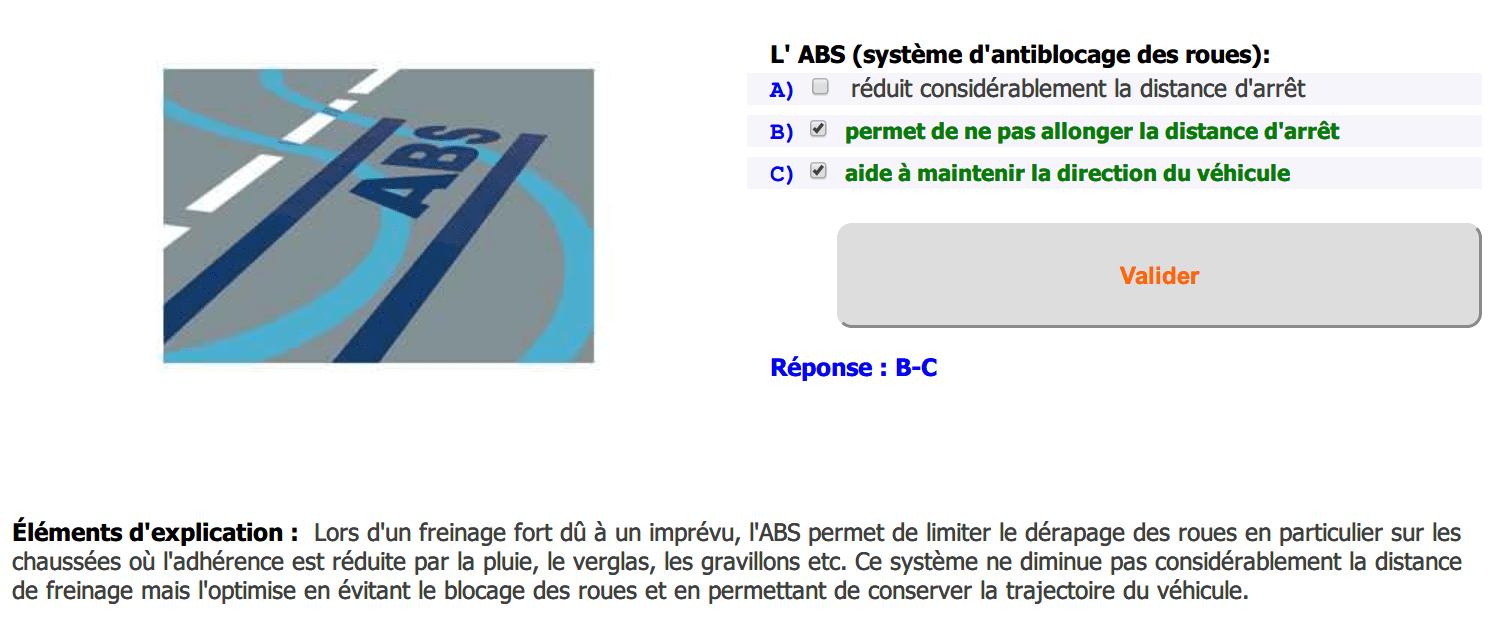 L' ABS (système d'antiblocage des roues):
A) réduit considérablement la distance d'arrêt
B) permet de ne pas allonger la distance d'arrêt
C) aide à maintenir la direction du véhicule
ABS
Valider
Réponse : B-C
Éléments d'explication : Lors d'un freinage fort dû à un imprévu, l'ABS permet de limiter le dérapage des roues en particulier sur les
chaussées où l'adhérence est réduite par la pluie, le verglas, les gravillons etc. Ce système ne diminue pas considérablement la distance
de freinage mais l'optimise en évitant le blocage des roues et en permettant de conserver la trajectoire du véhicule.